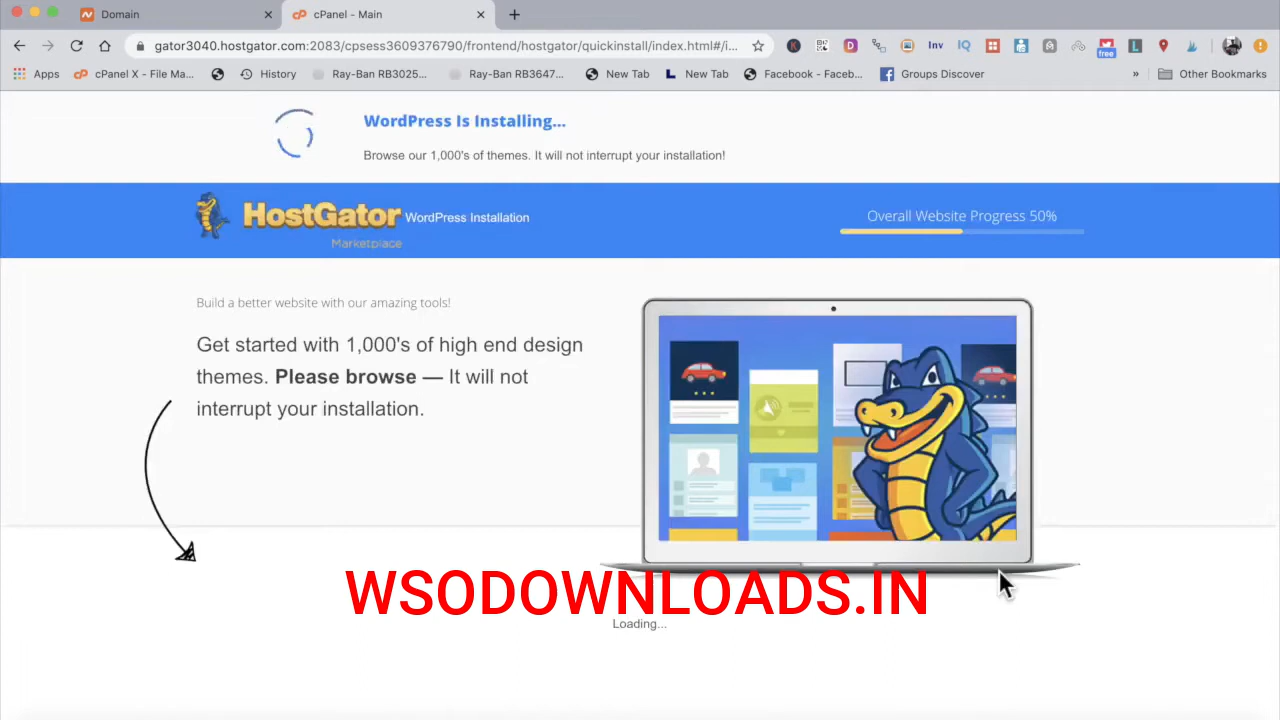 Domain
cPanel - Main
gator3040.hostgator.com:2083/cpsess3609376790/frontend/hostgator/quickinstall/index.html#/i...
Inv
IQ
free
Apps
cPanel X - File Ma...
History
Ray-Ban RB3025...
Ray-Ban RB3647...
New Tab
New Tab
Facebook - Faceb...
Groups Discover
»
Other Bookmarks
WordPress Is Installing...
Browse our 1,000's of themes. It will not interrupt your installation!
HostGator WordPress Installation
Marketplace
Overall Website Progress 50%
Build a better website with our amazing tools!
Get started with 1,000's of high end design
themes. Please browse — It will not
interrupt your installation.
WSODOWNLOADS.IN
Loading...